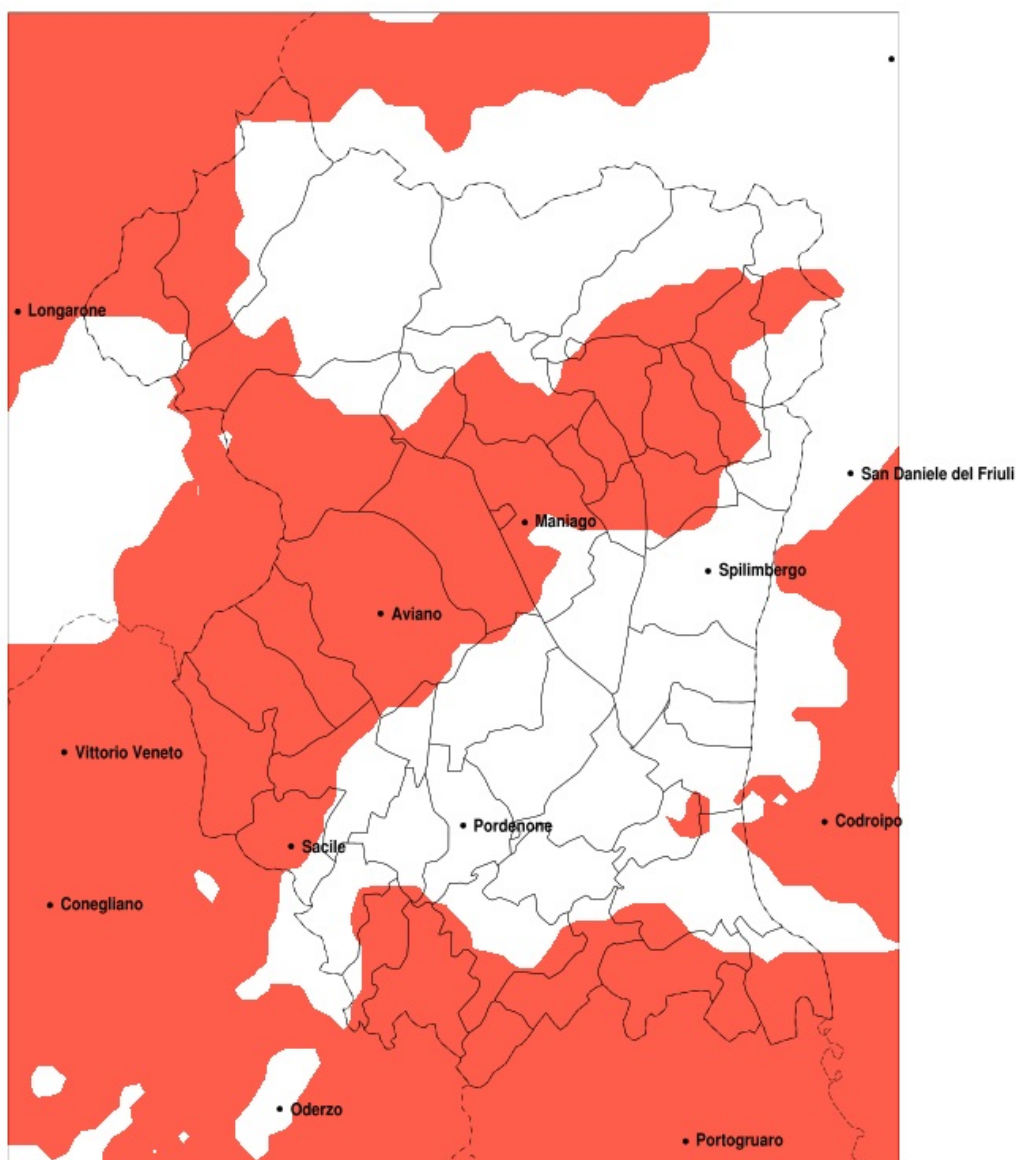 Longarone
San Daniele del Friuli
Maniago
Spilimbergo
Aviano
Vittorio Veneto
Pordenone
Codroipo
Sacile
Conegliano
Oderzo
Portogruaro